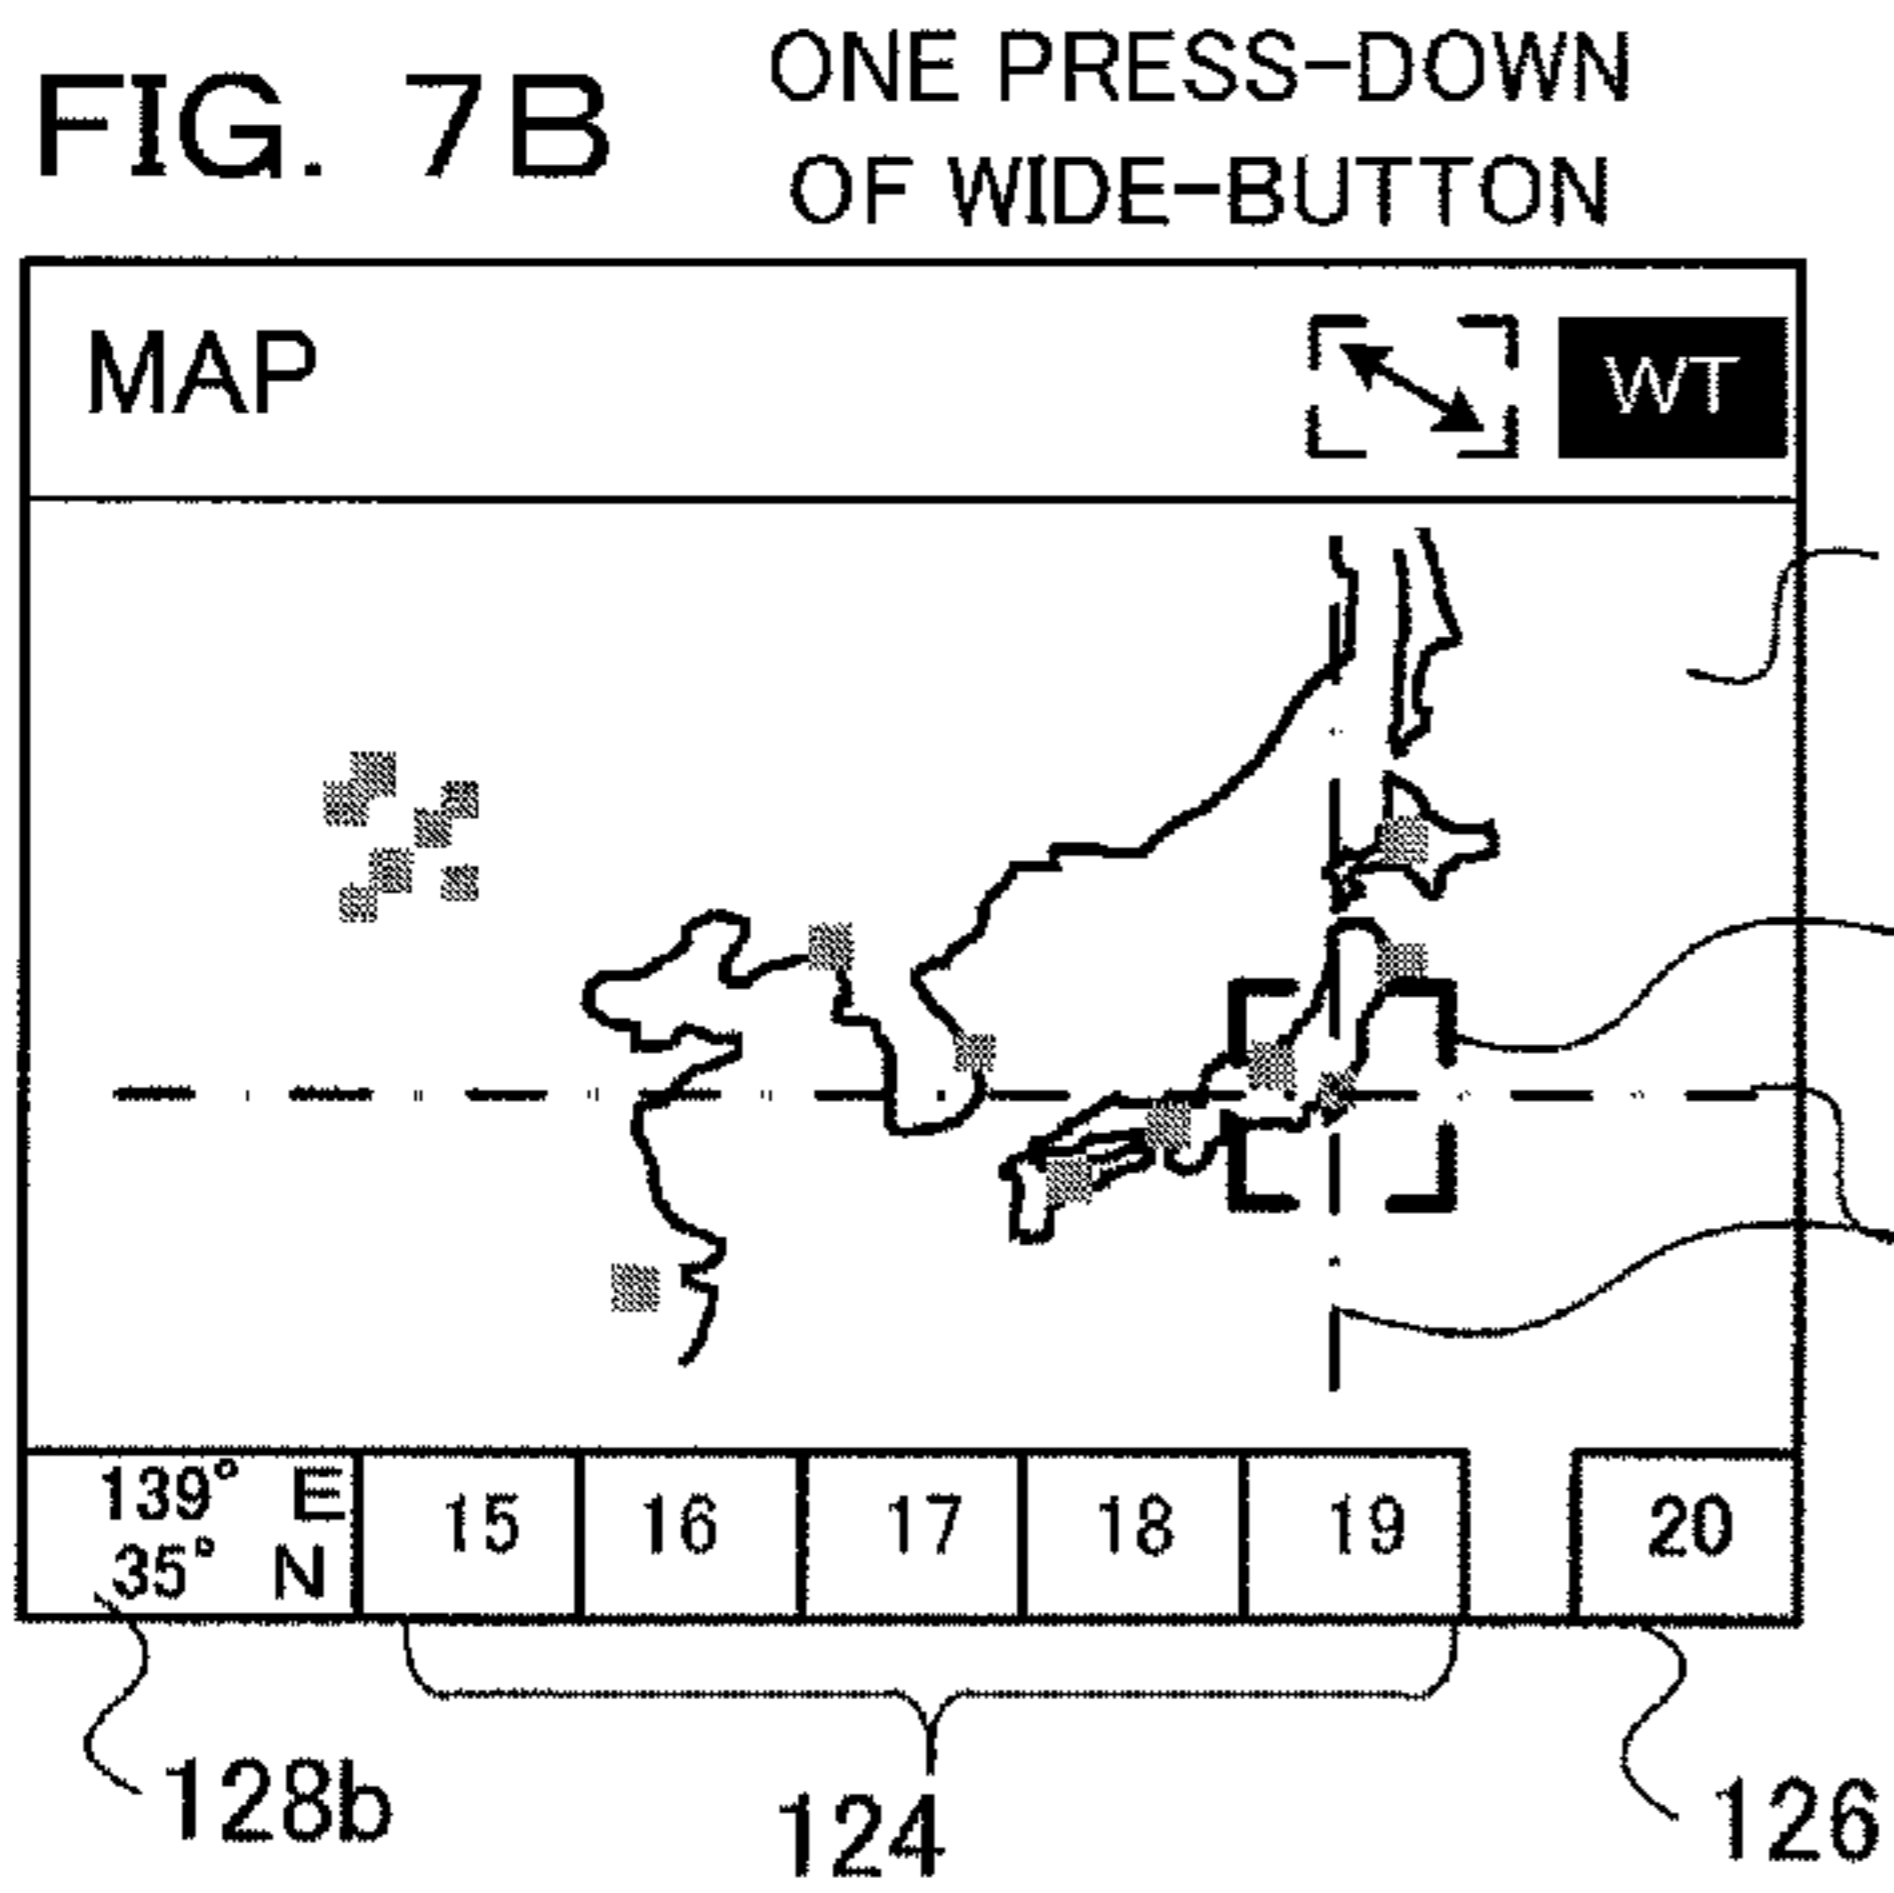 FIG. 7B
ONE PRESS-DOWN
OF WIDE-BUTTON
MAP
WT
139° E
35° N
15
16
17
18
19
20
128b
124
126